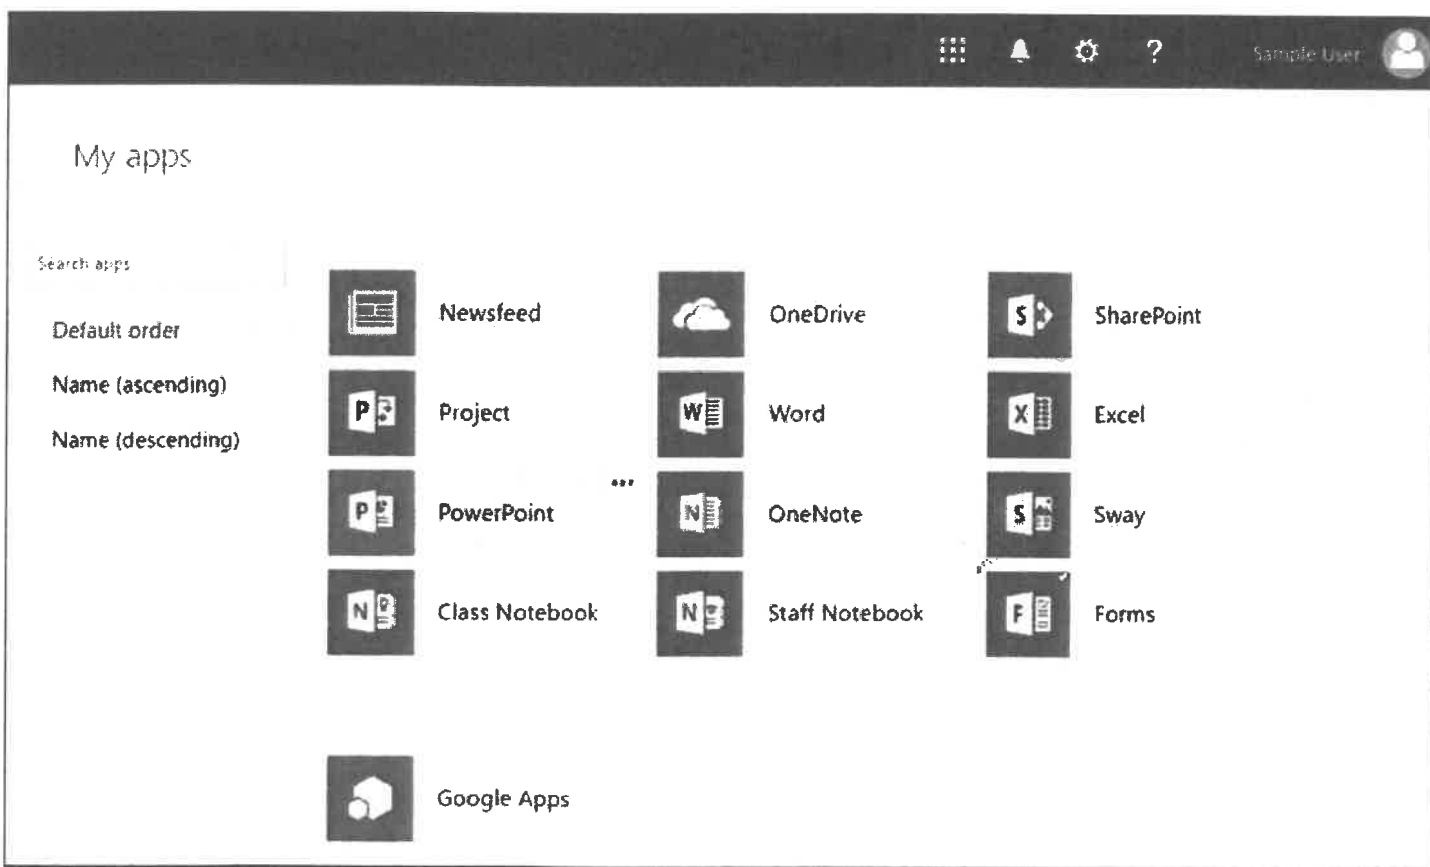 ? Sample User
My apps
Search apps
Default order
Name (ascending)
Name (descending)
Newsfeed OneDrive S SharePoint
P Project W Word X Excel
P PowerPoint ... N OneNote S Sway
N Class Notebook N Staff Notebook F Forms
Google Apps